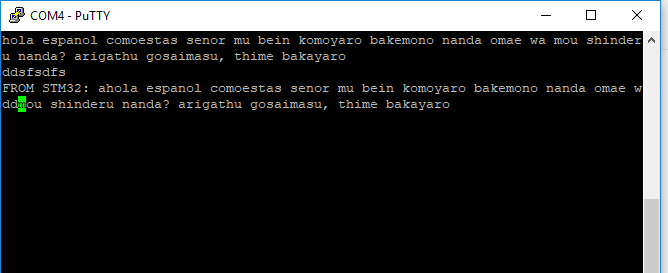 COM4 - PuTTY
hola espanol comoestas senor mu bein komoyaro bakemono nanda omae wa mou shinder
u nanda? arigathu gosaimasu, thime bakayaro
ddsfsdfs
FROM STM32: ahola espanol comoestas senor mu bein komoyaro bakemono nanda omae w
ddmou shinderu nanda? arigathu gosaimasu, thime bakayaro